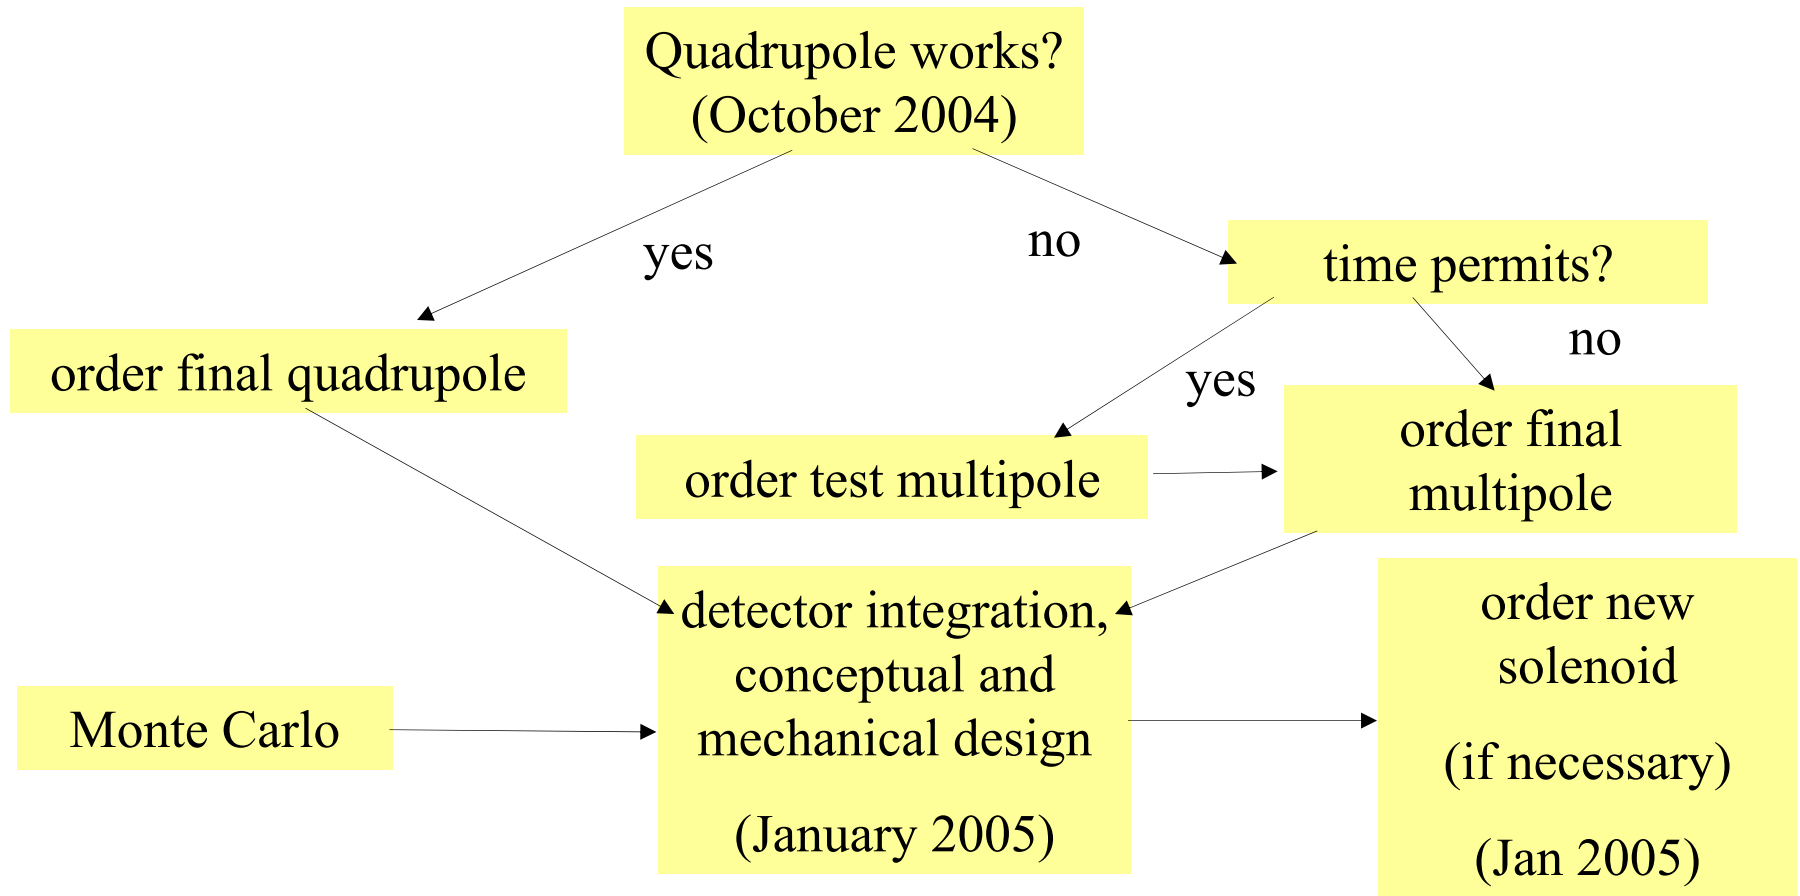 Quadrupole works?
(October 2004)
yes
no
time permits?
no
order final quadrupole
yes
order final
multipole
order test multipole
detector integration,
conceptual and
mechanical design
(January 2005)
order new
solenoid
(if necessary)
(Jan 2005)
Monte Carlo